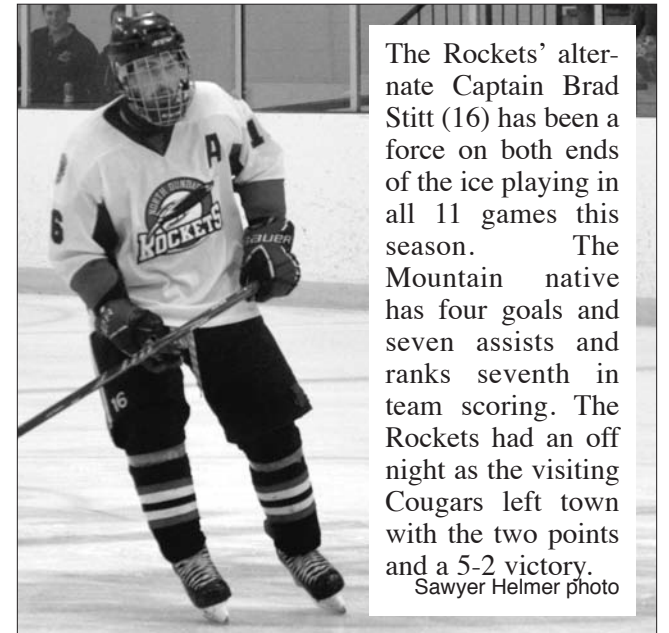 The Rockets' alter-
nate Captain Brad
Stitt (16) has been a
force on both ends
of the ice playing in
all 11 games this
season. The
Mountain native
has four goals and
seven assists and
ranks seventh in
team scoring. The
Rockets had an off
night as the visiting
Cougars left town
with the two points
and a 5-2 victory.
Sawyer Helmer photo
A
16
6
NORTH DUNDAS
ROCKETS
BAUER
16